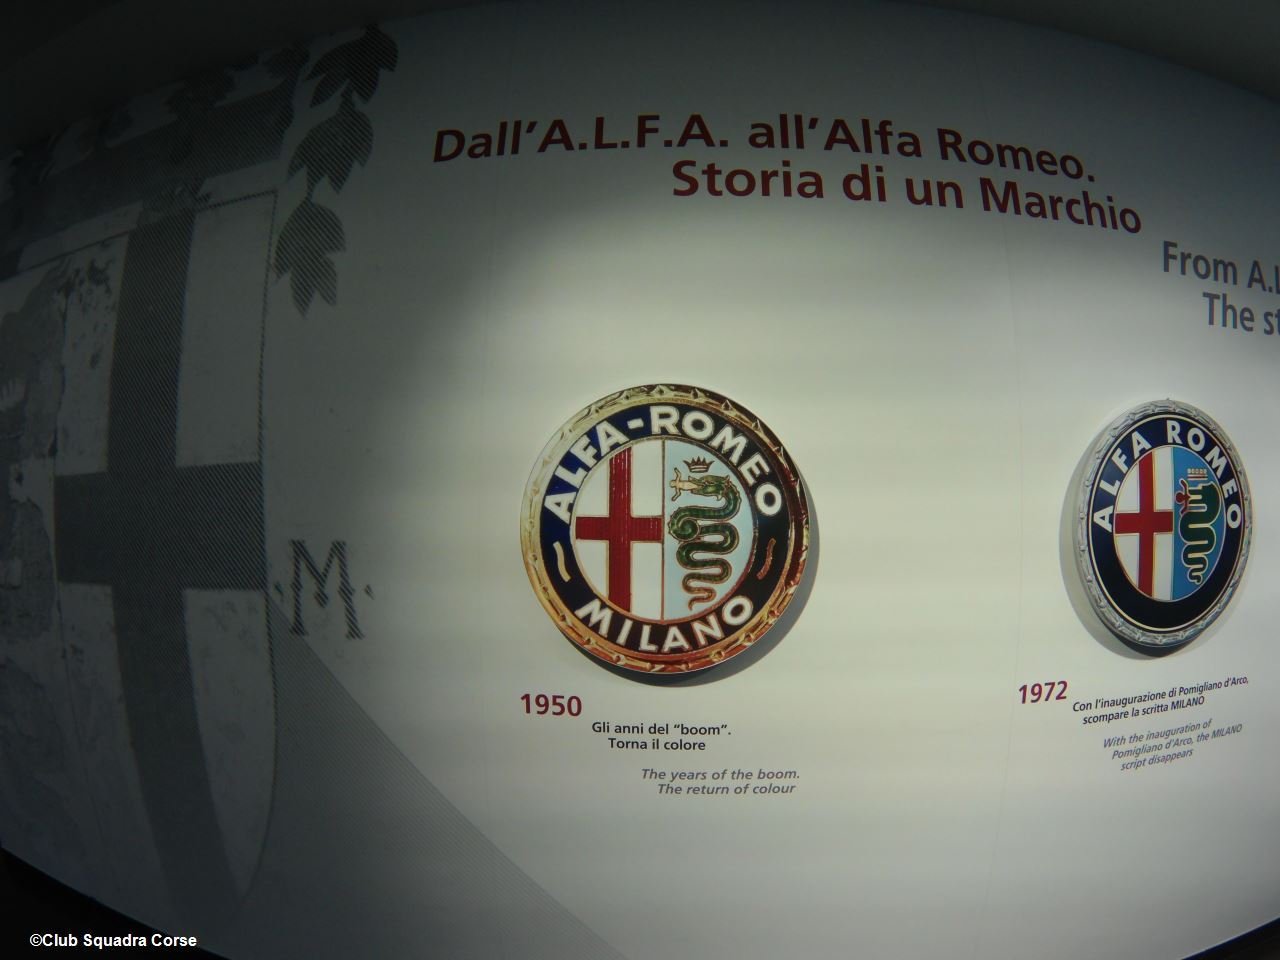 Dall'A.L.F.A. all'Alfa Romeo.
Storia di un Marchio
From A.L
The st
ALFA-ROMEO
MILANO
ALFA ROMEO
·M·
1950
Gli anni del "boom".
Torna il colore
The years of the boom.
The return of colour
1972
Con l'inaugurazione di Pomigliano d'Arco,
scompare la scritta MILANO
With the inauguration of
Pomigliano d'Arco, the MILANO
script disappears
©Club Squadra Corse